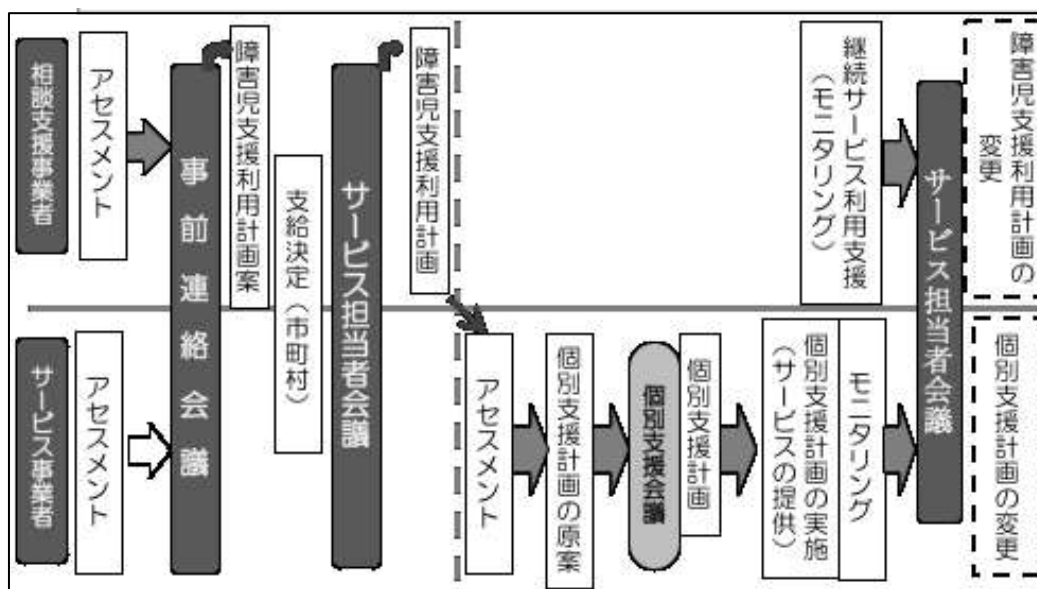 相談支援事業者
アセスメント
事前連絡会議
障害児支援利用計画案
支給決定（市町村）
サービス担当者会議
障害児支援利用計画
継続サービス利用支援
（モニタリング）
サービス担当者会議
障害児支援利用計画の
変更
サービス事業者
アセスメント
アセスメント
個別支援計画の原案
個別支援会議
個別支援計画
個別支援計画の実施
（サービスの提供）
モニタリング
個別支援計画の変更